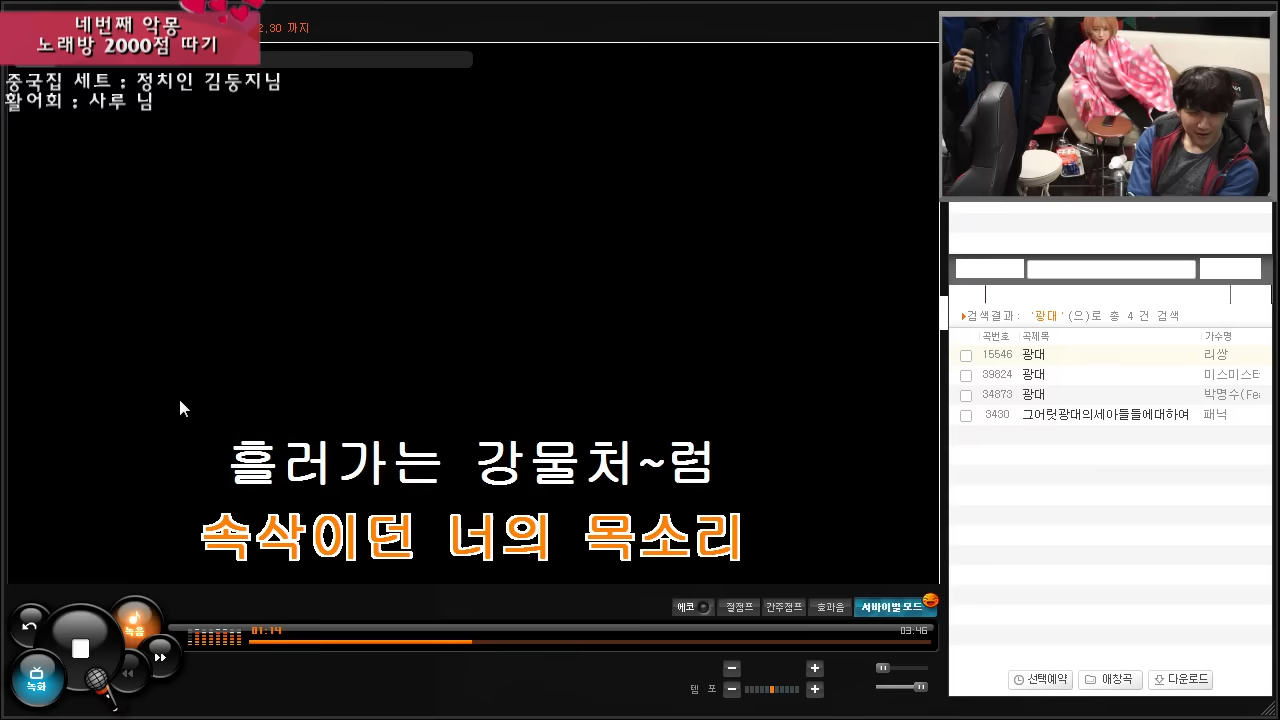 네번째 악몽
노래방 2000점 따기
2,30 까지
중국집 세트 : 정치인 김둥지님
활어회 : 사루 님
검색결과 : '광대' (으)로 총 4 건 검색
곡번호 곡제목 가수명
15546 광대 리쌍
39824 광대 미스미스터
34873 광대 박명수(Fe
3430 그어릿광대의세아들들에대하여 패닉
흘러가는 강물처~럼
속삭이던 너의 목소리
에코 절점프 간주점프 효과음 서바이벌 모드
녹음
01:14 03:46
녹화
템 포
선택예약 애창곡 다운로드